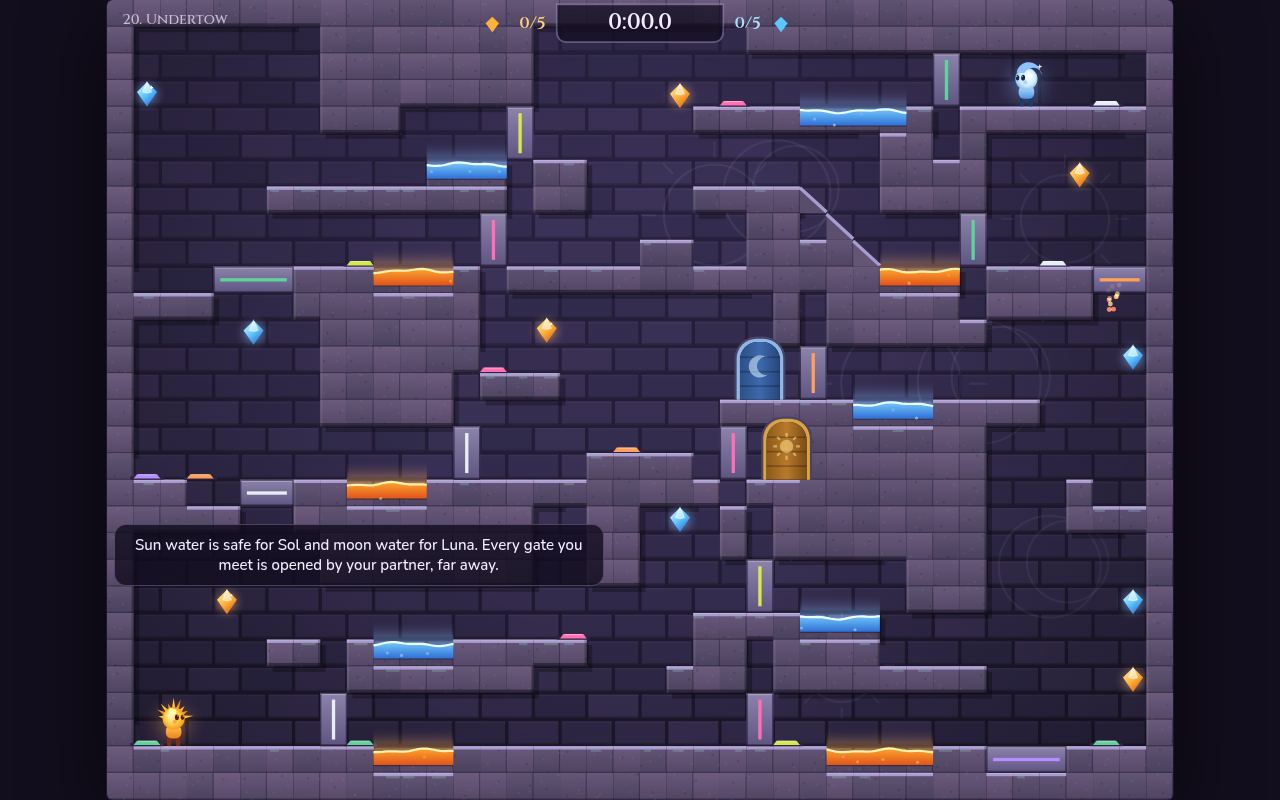 20. Undertow
0/5
0:00.0
0/5
Sun water is safe for Sol and moon water for Luna. Every gate you
meet is opened by your partner, far away.